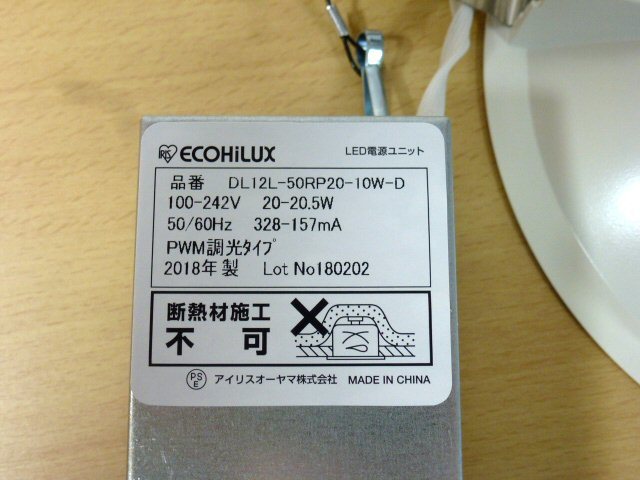 IRIS ECOHiLUX LED電源ユニット
品番 DL12L-50RP20-10W-D
100-242V 20-20.5W
50/60Hz 328-157mA
PWM調光ﾀｲﾌﾟ
2018年製 Lot No180202
断熱材施工
不可
PSE アイリスオーヤマ株式会社 MADE IN CHINA